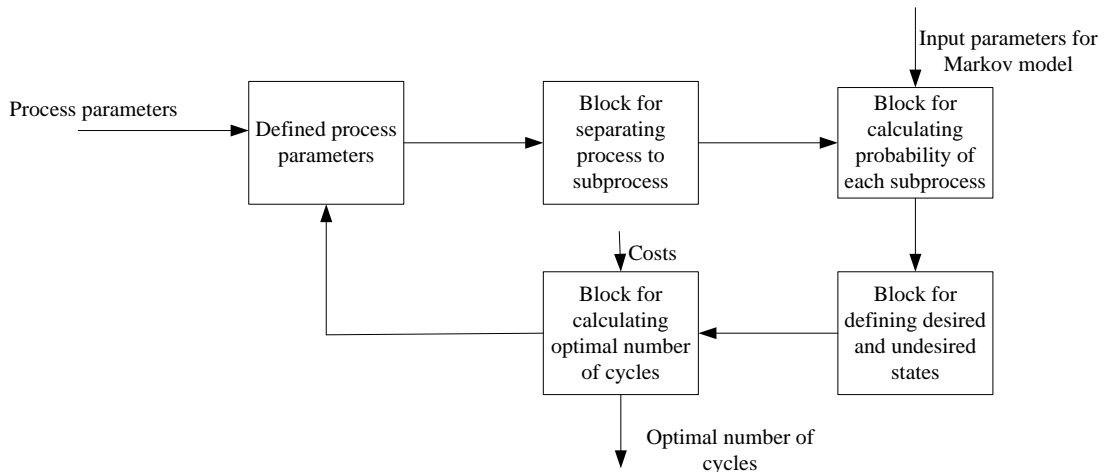 Input parameters for
Markov model
Process parameters
Defined process
parameters
Block for
separating
process to
subprocess
Block for
calculating
probability of
each subprocess
Costs
Block for
calculating
optimal number
of cycles
Block for
defining desired
and undesired
states
Optimal number of
cycles